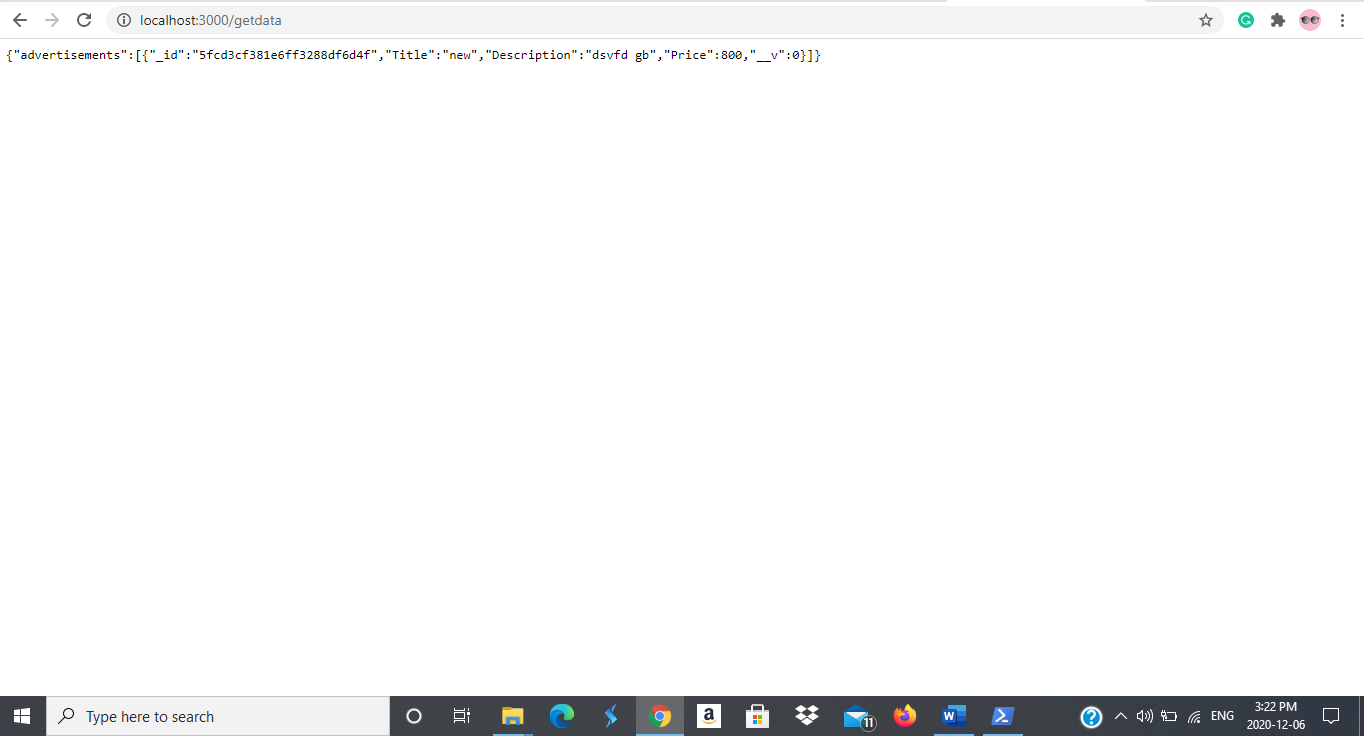 localhost:3000/getdata
{"advertisements":[{"_id":"5fcd3cf381e6ff3288df6d4f","Title":"new","Description":"dsvfd gb","Price":800,"__v":0}]}
Type here to search
11
ENG
3:22 PM
2020-12-06